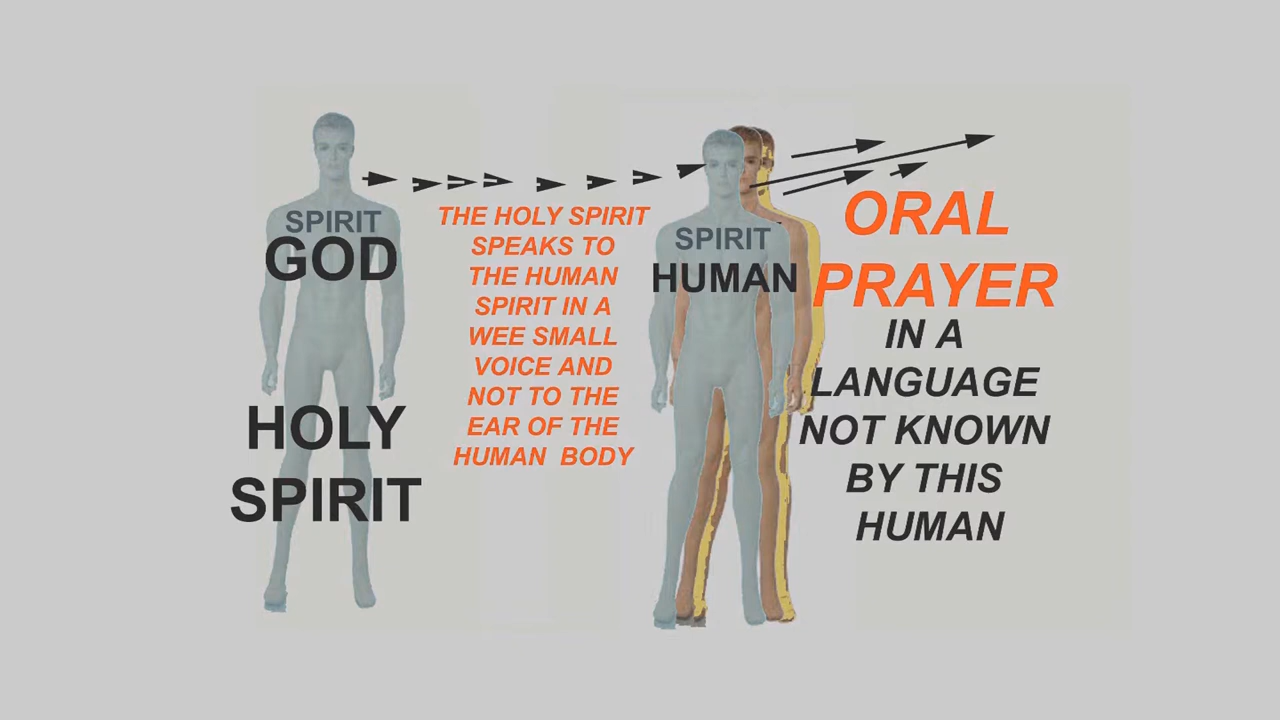 SPIRIT
GOD
HOLY
SPIRIT
THE HOLY SPIRIT
SPEAKS TO
THE HUMAN
SPIRIT IN A
WEE SMALL
VOICE AND
NOT TO THE
EAR OF THE
HUMAN BODY
SPIRIT
HUMAN
ORAL
PRAYER
IN A
LANGUAGE
NOT KNOWN
BY THIS
HUMAN